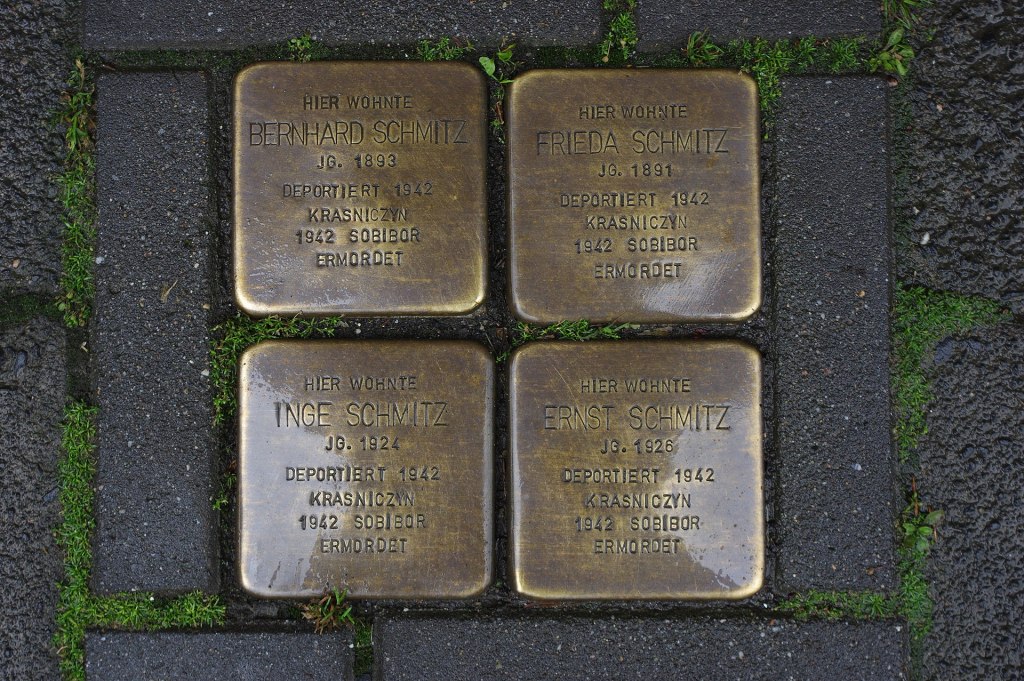 HIER WOHNTE
BERNHARD SCHMITZ
JG. 1893
DEPORTIERT 1942
KRASNICZYN
1942 SOBIBOR
ERMORDET
HIER WOHNTE
FRIEDA SCHMITZ
JG. 1891
DEPORTIERT 1942
KRASNICZYN
1942 SOBIBOR
ERMORDET
HIER WOHNTE
INGE SCHMITZ
JG. 1924
DEPORTIERT 1942
KRASNICZYN
1942 SOBIBOR
ERMORDET
HIER WOHNTE
ERNST SCHMITZ
JG. 1926
DEPORTIERT 1942
KRASNICZYN
1942 SOBIBOR
ERMORDET